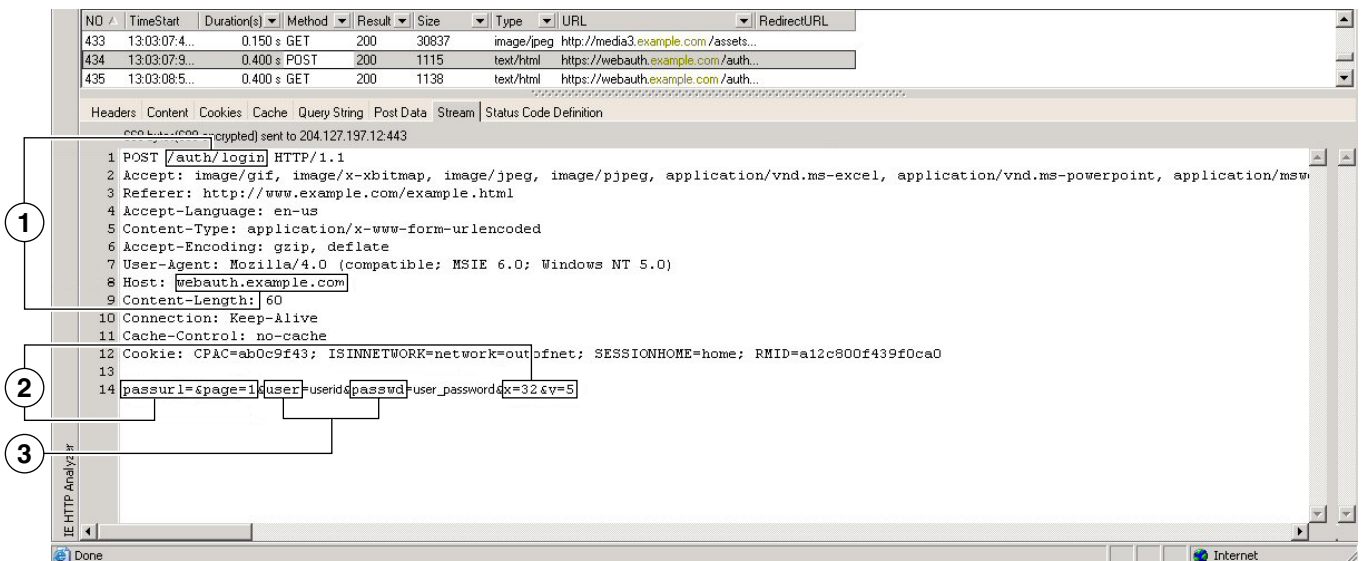 NO TimeStart Duration(s) Method Result Size Type URL RedirectURL
433 13:03:07:4... 0.150 s GET 200 30837 image/jpeg http://media3.example.com /assets...
434 13:03:07:9... 0.400 s POST 200 1115 text/html https://webauth.example.com /auth...
435 13:03:08:5... 0.400 s GET 200 1138 text/html https://webauth.example.com /auth...
Headers Content Cookies Cache Query String Post Data Stream Status Code Definition
sent to 204.127.197.12:443
1 POST /auth/login HTTP/1.1
2 Accept: image/gif, image/x-xbitmap, image/jpeg, image/pjpeg, application/vnd.ms-excel, application/vnd.ms-powerpoint, application/msw
3 Referer: http://www.example.com/example.html
4 Accept-Language: en-us
5 Content-Type: application/x-www-form-urlencoded
6 Accept-Encoding: gzip, deflate
7 User-Agent: Mozilla/4.0 (compatible; MSIE 6.0; Windows NT 5.0)
8 Host: webauth.example.com
9 Content-Length: 60
10 Connection: Keep-Alive
11 Cache-Control: no-cache
12 Cookie: CPAC=ab0c9f43; ISINNETWORK=network=outofnet; SESSIONHOME=home; RMID=a12c800f439f0ca0
13
14 passurl=&page=1&user=userid&passwd=user_password&x=32&v=5
1
2
3
IE HTTP Analyzer
Done
Internet